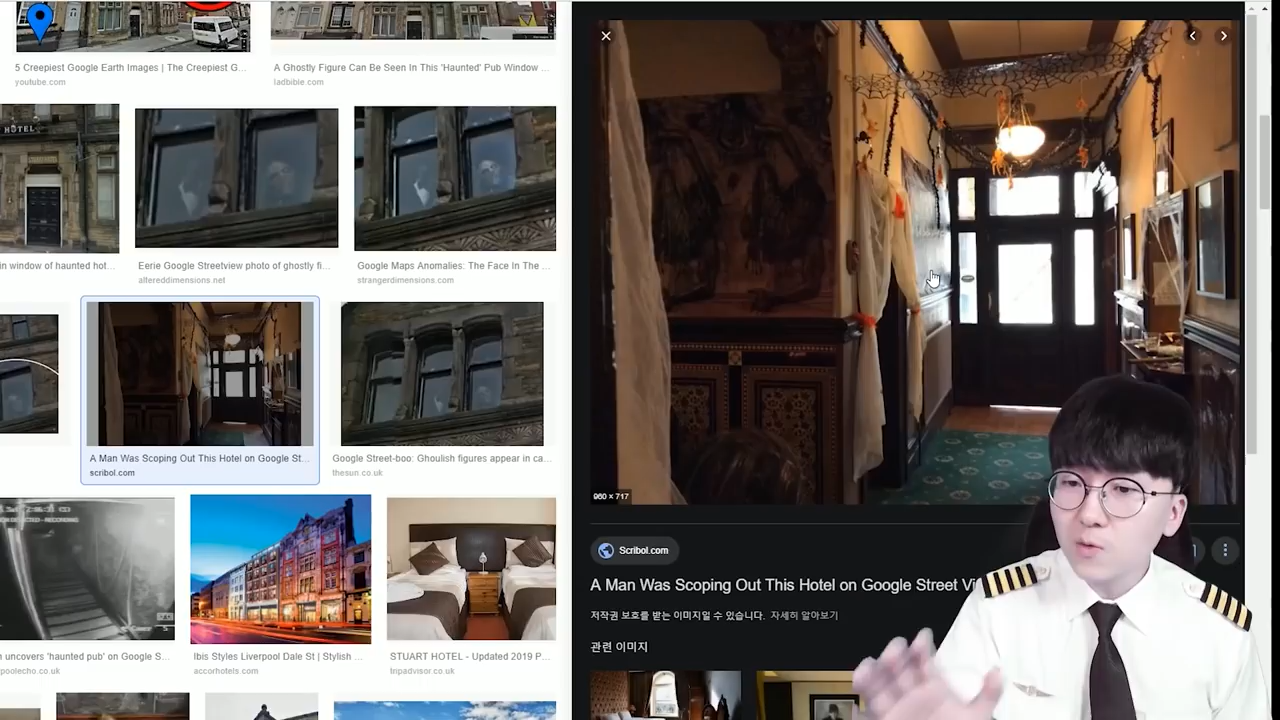 5 Creepiest Google Earth Images | The Creepiest G...
youtube.com
A Ghostly Figure Can Be Seen In This 'Haunted' Pub Window ...
ladbible.com
HOTEL
in window of haunted hot...
Eerie Google Streetview photo of ghostly fi...
altereddimensions.net
Google Maps Anomalies: The Face In The ...
strangerdimensions.com
A Man Was Scoping Out This Hotel on Google St...
scribol.com
Google Street-boo: Ghoulish figures appear in ca...
thesun.co.uk
uncovers 'haunted pub' on Google S...
poolecho.co.uk
Ibis Styles Liverpool Dale St | Stylish ...
accorhotels.com
STUART HOTEL - Updated 2019 P...
tripadvisor.co.uk
960 × 717
Scribol.com
A Man Was Scoping Out This Hotel on Google Street Vi
저작권 보호를 받는 이미지일 수 있습니다. 자세히 알아보기
관련 이미지